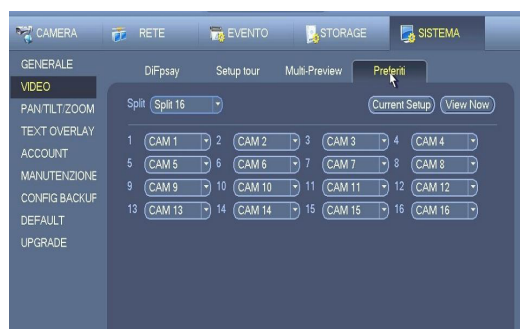 CAMERA RETE EVENTO STORAGE SISTEMA
GENERALE
VIDEO
PAN/TILT/ZOOM
TEXT OVERLAY
ACCOUNT
MANUTENZIONE
CONFIG BACKUF
DEFAULT
UPGRADE
DiFpsay Setup tour Multi-Preview Preferiti
Split Split 16 Current Setup View Now
1 CAM 1 2 CAM 2 3 CAM 3 4 CAM 4
5 CAM 5 6 CAM 6 7 CAM 7 8 CAM 8
9 CAM 9 10 CAM 10 11 CAM 11 12 CAM 12
13 CAM 13 14 CAM 14 15 CAM 15 16 CAM 16